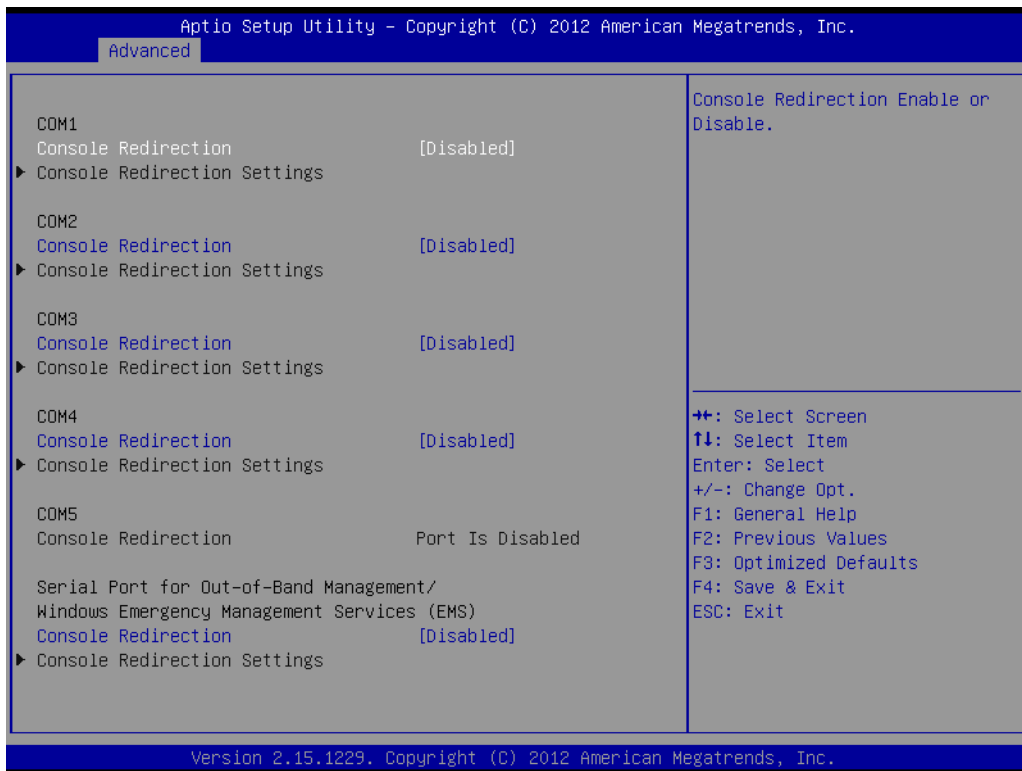 Aptio Setup Utility – Copyright (C) 2012 American Megatrends, Inc.
Advanced
COM1
Console Redirection [Disabled]
▶ Console Redirection Settings
COM2
Console Redirection [Disabled]
▶ Console Redirection Settings
COM3
Console Redirection [Disabled]
▶ Console Redirection Settings
COM4
Console Redirection [Disabled]
▶ Console Redirection Settings
COM5
Console Redirection Port Is Disabled
Serial Port for Out-of-Band Management/
Windows Emergency Management Services (EMS)
Console Redirection [Disabled]
▶ Console Redirection Settings
Console Redirection Enable or
Disable.
→←: Select Screen
↑↓: Select Item
Enter: Select
+/-: Change Opt.
F1: General Help
F2: Previous Values
F3: Optimized Defaults
F4: Save & Exit
ESC: Exit
Version 2.15.1229. Copyright (C) 2012 American Megatrends, Inc.